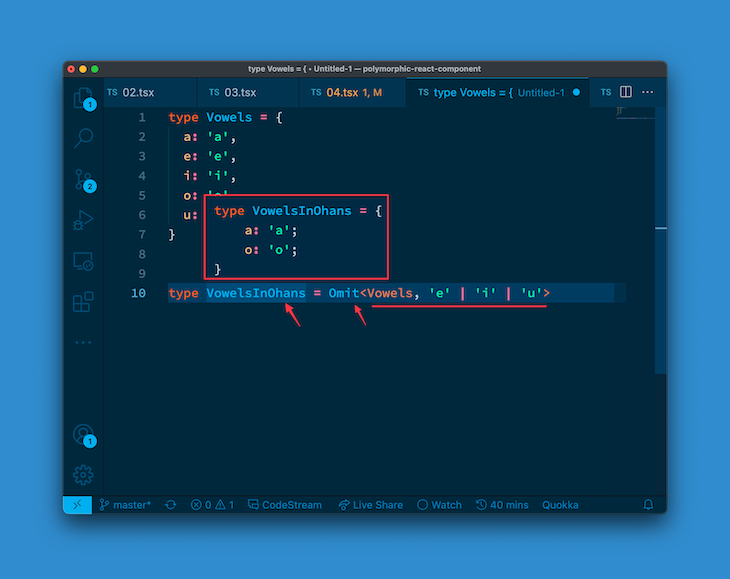 type Vowels = { • Untitled-1 — polymorphic-react-component
TS 02.tsx TS 03.tsx TS 04.tsx 1, M TS type Vowels = { Untitled-1 ● TS ···
1 type Vowels = {
2 a: 'a',
3 e: 'e',
4 i: 'i',
5 o:
6 u:
7 }
8
9
type VowelsInOhans = {
a: 'a';
o: 'o';
}
10 type VowelsInOhans = Omit<Vowels, 'e' | 'i' | 'u'>
1
2
1
master* 0 1 CodeStream Live Share Watch 40 mins Quokka